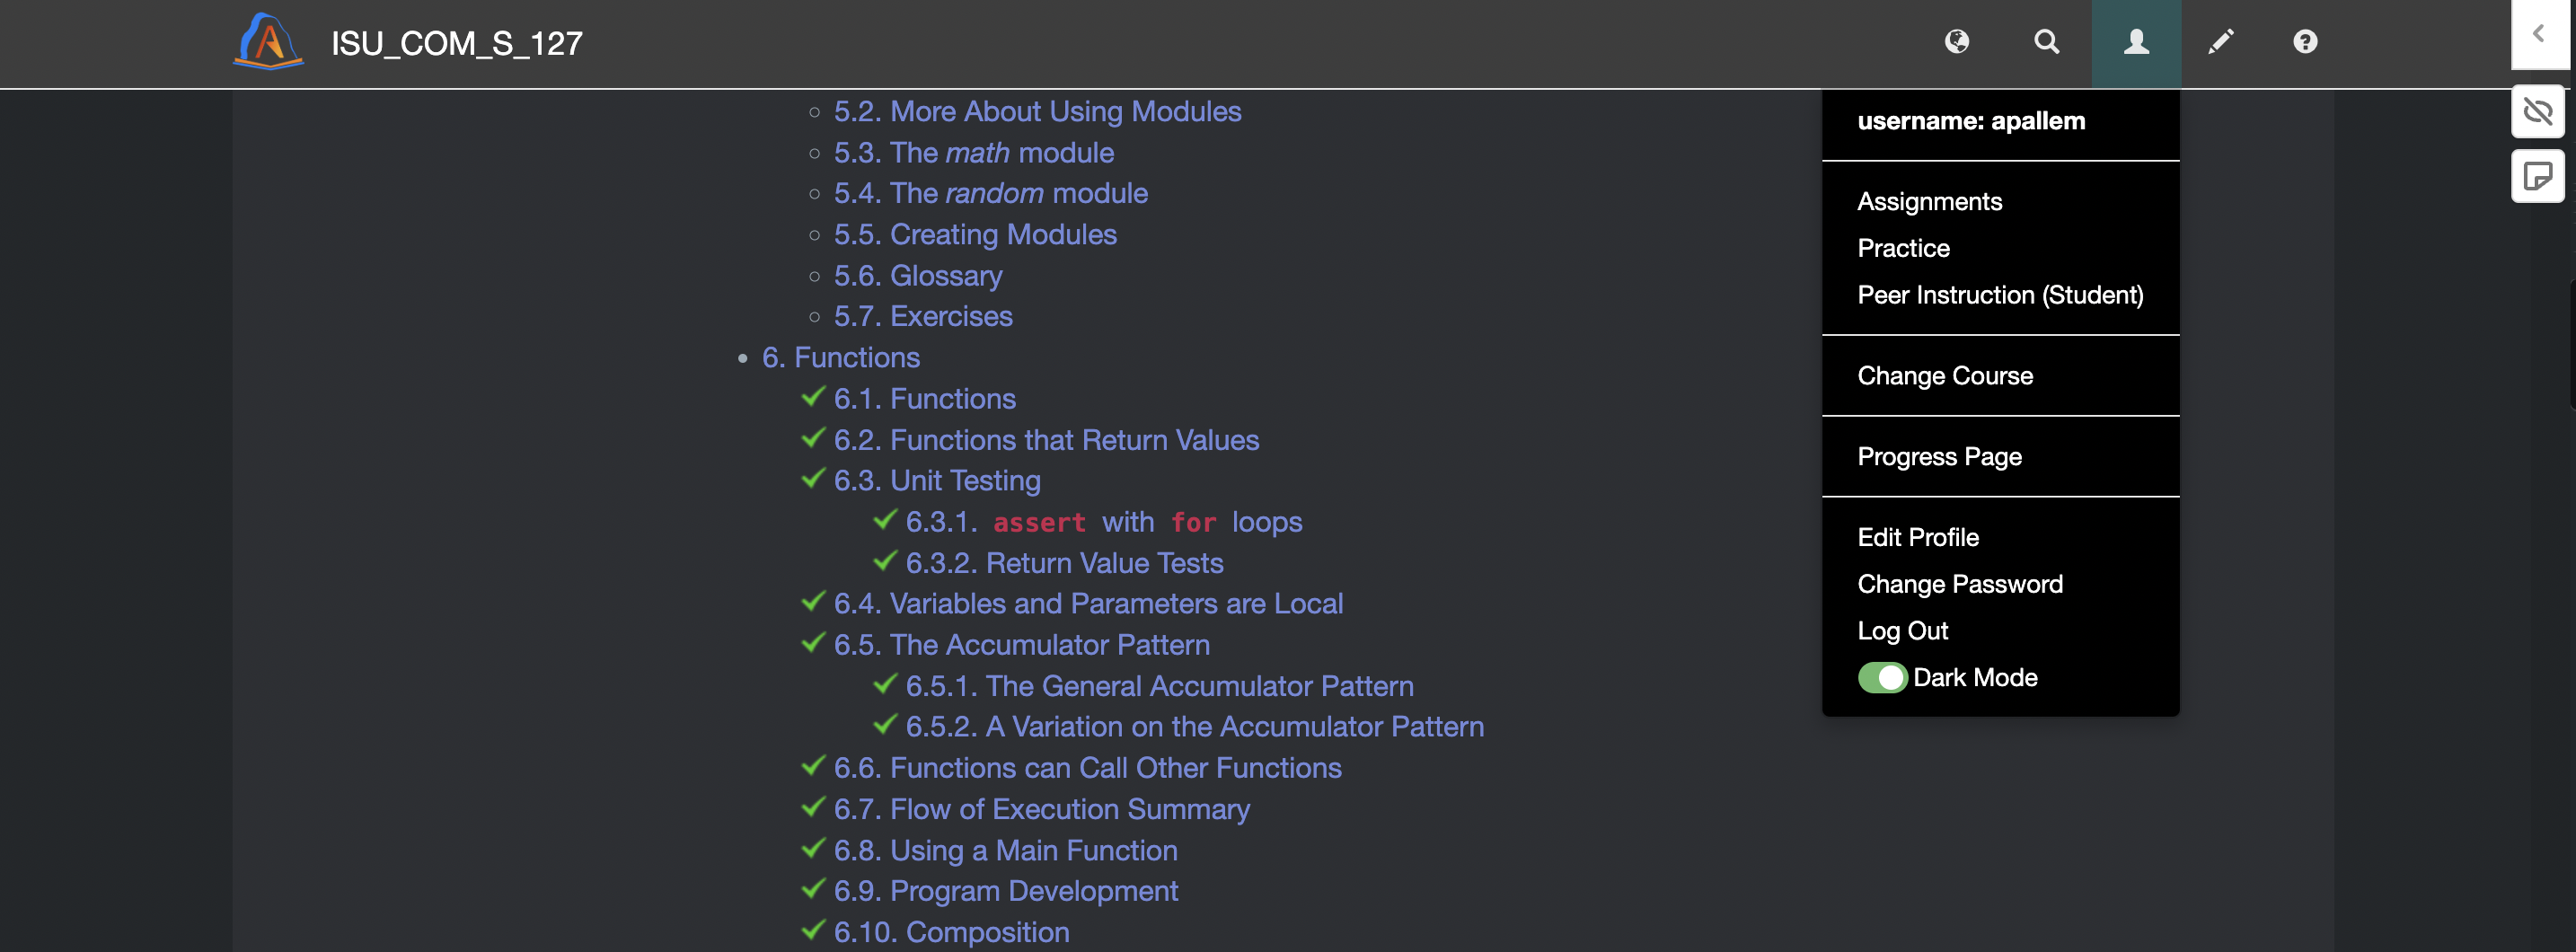 ISU_COM_S_127
5.2. More About Using Modules
5.3. The math module
5.4. The random module
5.5. Creating Modules
5.6. Glossary
5.7. Exercises
6. Functions
6.1. Functions
6.2. Functions that Return Values
6.3. Unit Testing
6.3.1. assert with for loops
6.3.2. Return Value Tests
6.4. Variables and Parameters are Local
6.5. The Accumulator Pattern
6.5.1. The General Accumulator Pattern
6.5.2. A Variation on the Accumulator Pattern
6.6. Functions can Call Other Functions
6.7. Flow of Execution Summary
6.8. Using a Main Function
6.9. Program Development
6.10. Composition
username: apallem
Assignments
Practice
Peer Instruction (Student)
Change Course
Progress Page
Edit Profile
Change Password
Log Out
Dark Mode